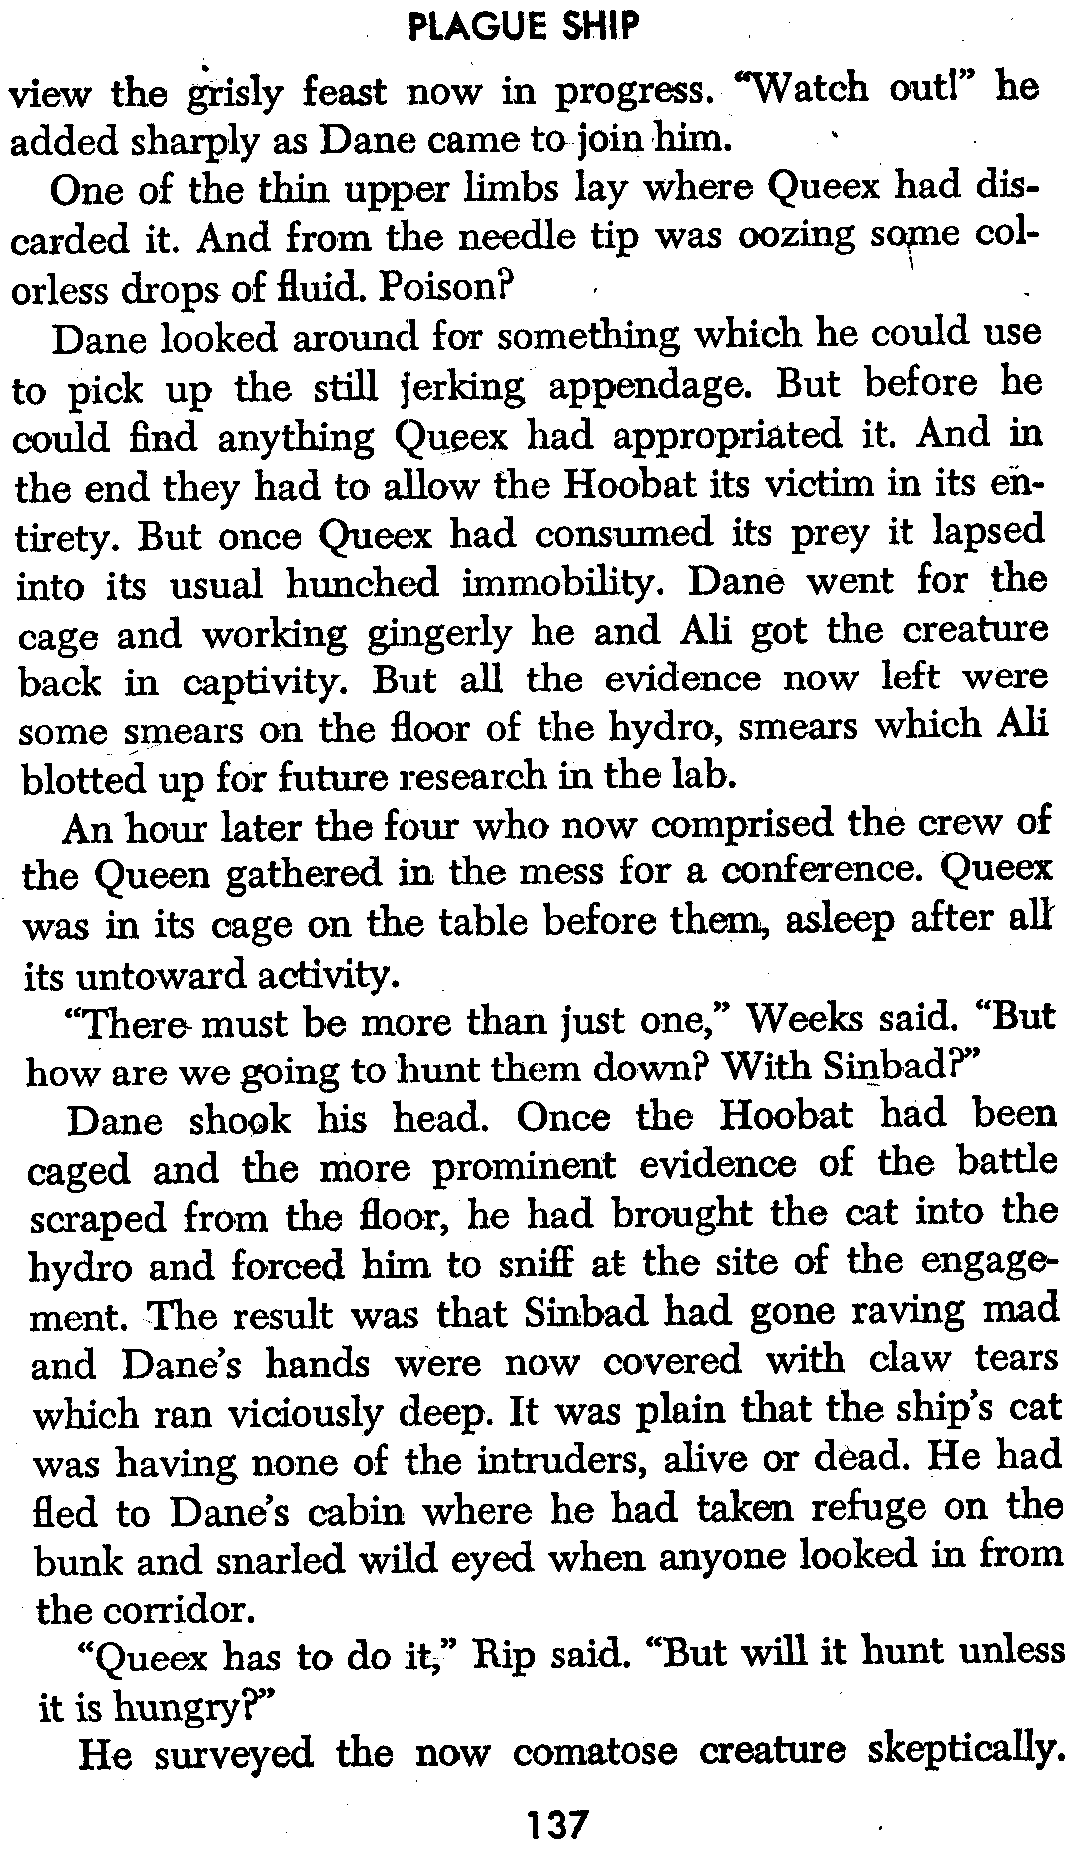 PLAGUE SHIP
view the grisly feast now in progress. “Watch out!” he
added sharply as Dane came to join him.
One of the thin upper limbs lay where Queex had dis-
carded it. And from the needle tip was oozing some col-
orless drops of fluid. Poison?
Dane looked around for something which he could use
to pick up the still jerking appendage. But before he
could find anything Queex had appropriated it. And in
the end they had to allow the Hoobat its victim in its en-
tirety. But once Queex had consumed its prey it lapsed
into its usual hunched immobility. Dane went for the
cage and working gingerly he and Ali got the creature
back in captivity. But all the evidence now left were
some smears on the floor of the hydro, smears which Ali
blotted up for future research in the lab.
An hour later the four who now comprised the crew of
the Queen gathered in the mess for a conference. Queex
was in its cage on the table before them, asleep after all
its untoward activity.
“There must be more than just one,” Weeks said. “But
how are we going to hunt them down? With Sinbad?”
Dane shook his head. Once the Hoobat had been
caged and the more prominent evidence of the battle
scraped from the floor, he had brought the cat into the
hydro and forced him to sniff at the site of the engage-
ment. The result was that Sinbad had gone raving mad
and Dane’s hands were now covered with claw tears
which ran viciously deep. It was plain that the ship’s cat
was having none of the intruders, alive or dead. He had
fled to Dane’s cabin where he had taken refuge on the
bunk and snarled wild eyed when anyone looked in from
the corridor.
“Queex has to do it,” Rip said. “But will it hunt unless
it is hungry?”
He surveyed the now comatose creature skeptically.
137